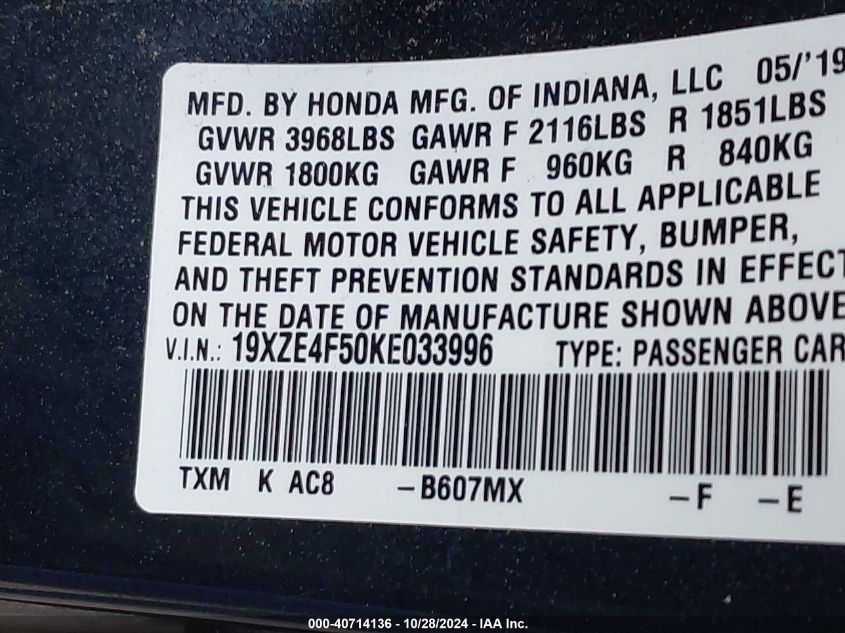 MFD. BY HONDA MFG. OF INDIANA, LLC 05/'19
GVWR 3968LBS GAWR F 2116LBS R 1851LBS
GVWR 1800KG GAWR F 960KG R 840KG
THIS VEHICLE CONFORMS TO ALL APPLICABLE
FEDERAL MOTOR VEHICLE SAFETY, BUMPER,
AND THEFT PREVENTION STANDARDS IN EFFECT
ON THE DATE OF MANUFACTURE SHOWN ABOVE
V.I.N.: 19XZE4F50KE033996 TYPE: PASSENGER CAR
TXM K AC8 -B607MX -F -E
000-40714136 - 10/28/2024 - IAA Inc.